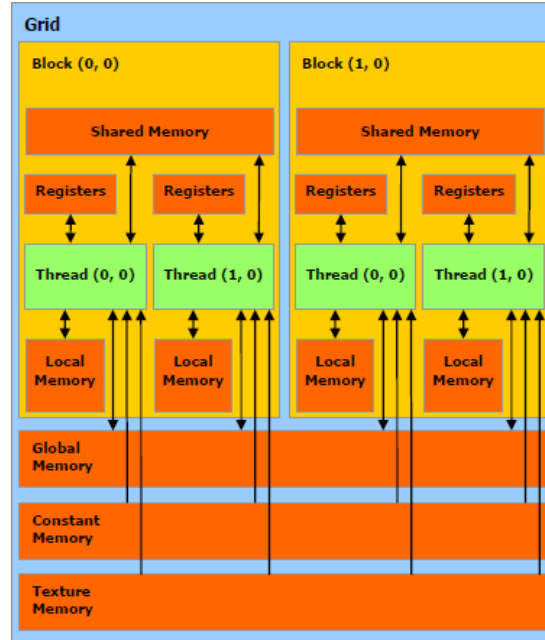 Grid
Block (0, 0)
Block (1, 0)
Shared Memory
Shared Memory
Registers
Registers
Registers
Registers
Thread (0, 0)
Thread (1, 0)
Thread (0, 0)
Thread (1, 0)
Local
Memory
Local
Memory
Local
Memory
Local
Memory
Global
Memory
Constant
Memory
Texture
Memory